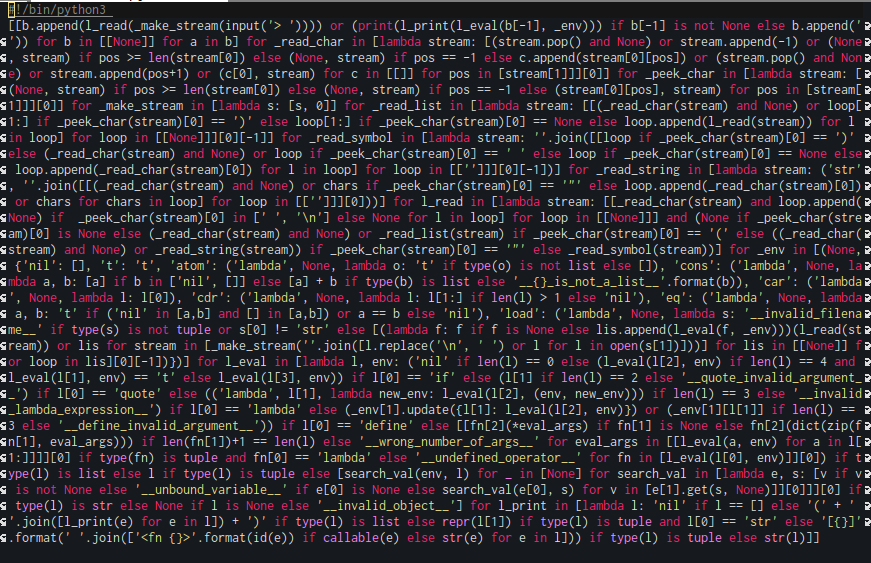 #!/bin/python3
[[b.append(l_read(_make_stream(input('> ')))) or (print(l_print(l_eval(b[-1], _env))) if b[-1] is not None else b.append('
')) for b in [[None]] for a in b] for _read_char in [lambda stream: [(stream.pop() and None) or stream.append(-1) or (None
, stream) if pos >= len(stream[0]) else (None, stream) if pos == -1 else c.append(stream[0][pos]) or (stream.pop() and Non
e) or stream.append(pos+1) or (c[0], stream) for c in [[]] for pos in [stream[1]]][0]] for _peek_char in [lambda stream: [
(None, stream) if pos >= len(stream[0]) else (None, stream) if pos == -1 else (stream[0][pos], stream) for pos in [stream[
1]]][0]] for _make_stream in [lambda s: [s, 0]] for _read_list in [lambda stream: [[(_read_char(stream) and None) or loop[
1:] if _peek_char(stream)[0] == ')' else loop[1:] if _peek_char(stream)[0] == None else loop.append(l_read(stream)) for l
in loop] for loop in [[None]]][0][-1]] for _read_symbol in [lambda stream: ''.join([[loop if _peek_char(stream)[0] == ')'
else (_read_char(stream) and None) or loop if _peek_char(stream)[0] == ' ' else loop if _peek_char(stream)[0] == None else
loop.append(_read_char(stream)[0]) for l in loop] for loop in [['']]][0][-1])] for _read_string in [lambda stream: ('str'
, ''.join([[(_read_char(stream) and None) or chars if _peek_char(stream)[0] == '"' else loop.append(_read_char(stream)[0])
or chars for chars in loop] for loop in [['']]][0]))] for l_read in [lambda stream: [[_read_char(stream) and loop.append(
None) if  _peek_char(stream)[0] in [' ', '\n'] else None for l in loop] for loop in [[None]]] and (None if _peek_char(stre
am)[0] is None else (_read_char(stream) and None) or _read_list(stream) if _peek_char(stream)[0] == '(' else ((_read_char(
stream) and None) or _read_string(stream)) if _peek_char(stream)[0] == '"' else _read_symbol(stream))] for _env in [(None,
{'nil': [], 't': 't', 'atom': ('lambda', None, lambda o: 't' if type(o) is not list else []), 'cons': ('lambda', None, la
mbda a, b: [a] if b in ['nil', []] else [a] + b if type(b) is list else '__{}_is_not_a_list__'.format(b)), 'car': ('lambda
', None, lambda l: l[0]), 'cdr': ('lambda', None, lambda l: l[1:] if len(l) > 1 else 'nil'), 'eq': ('lambda', None, lambda
a, b: 't' if ('nil' in [a,b] and [] in [a,b]) or a == b else 'nil'), 'load': ('lambda', None, lambda s: '__invalid_filena
me__' if type(s) is not tuple or s[0] != 'str' else [(lambda f: f if f is None else lis.append(l_eval(f, _env)))(l_read(st
ream)) or lis for stream in [_make_stream(''.join([l.replace('\n', ' ') or l for l in open(s[1])]))] for lis in [[None]] f
or loop in lis][0][-1])})] for l_eval in [lambda l, env: ('nil' if len(l) == 0 else (l_eval(l[2], env) if len(l) == 4 and
l_eval(l[1], env) == 't' else l_eval(l[3], env)) if l[0] == 'if' else (l[1] if len(l) == 2 else '__quote_invalid_argument_
_') if l[0] == 'quote' else (('lambda', l[1], lambda new_env: l_eval(l[2], (env, new_env))) if len(l) == 3 else '__invalid
_lambda_expression__') if l[0] == 'lambda' else (_env[1].update({l[1]: l_eval(l[2], env)}) or (_env[1][l[1]] if len(l) ==
3 else '__define_invalid_argument__')) if l[0] == 'define' else [[fn[2](*eval_args) if fn[1] is None else fn[2](dict(zip(f
n[1], eval_args))) if len(fn[1])+1 == len(l) else '__wrong_number_of_args__' for eval_args in [[l_eval(a, env) for a in l[
1:]]]][0] if type(fn) is tuple and fn[0] == 'lambda' else '__undefined_operator__' for fn in [l_eval(l[0], env)]][0]) if t
ype(l) is list else l if type(l) is tuple else [search_val(env, l) for _ in [None] for search_val in [lambda e, s: [v if v
is not None else '__unbound_variable__' if e[0] is None else search_val(e[0], s) for v in [e[1].get(s, None)]][0]]][0] if
type(l) is str else None if l is None else '__invalid_object__'] for l_print in [lambda l: 'nil' if l == [] else '(' + '
'.join([l_print(e) for e in l]) + ')' if type(l) is list else repr(l[1]) if type(l) is tuple and l[0] == 'str' else '[{}]'
.format(' '.join(['<fn {}>'.format(id(e)) if callable(e) else str(e) for e in l])) if type(l) is tuple else str(l)]]